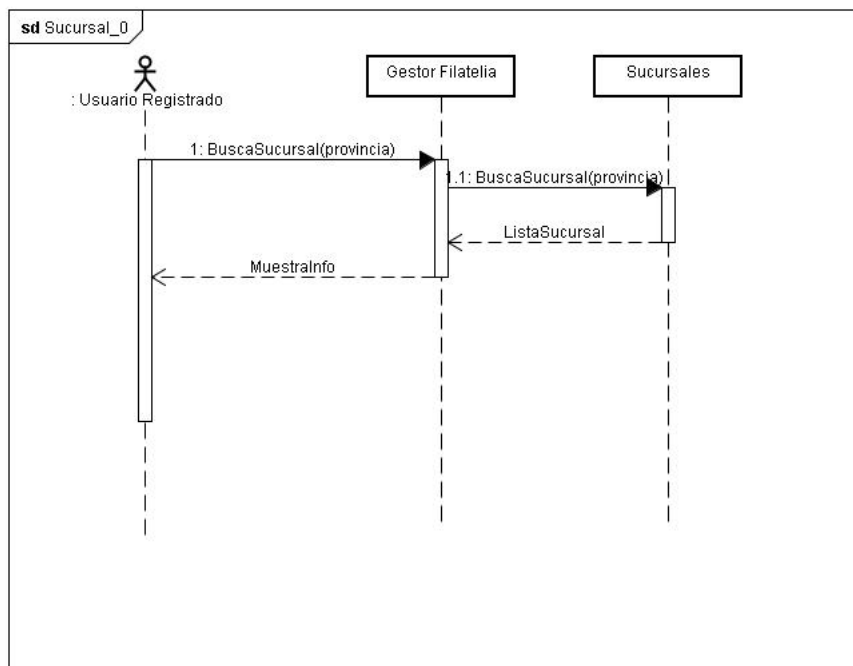 sd Sucursal_0
: Usuario Registrado
Gestor Filatelia
Sucursales
1: BuscaSucursal(provincia)
1.1: BuscaSucursal(provincia)
ListaSucursal
MuestraInfo